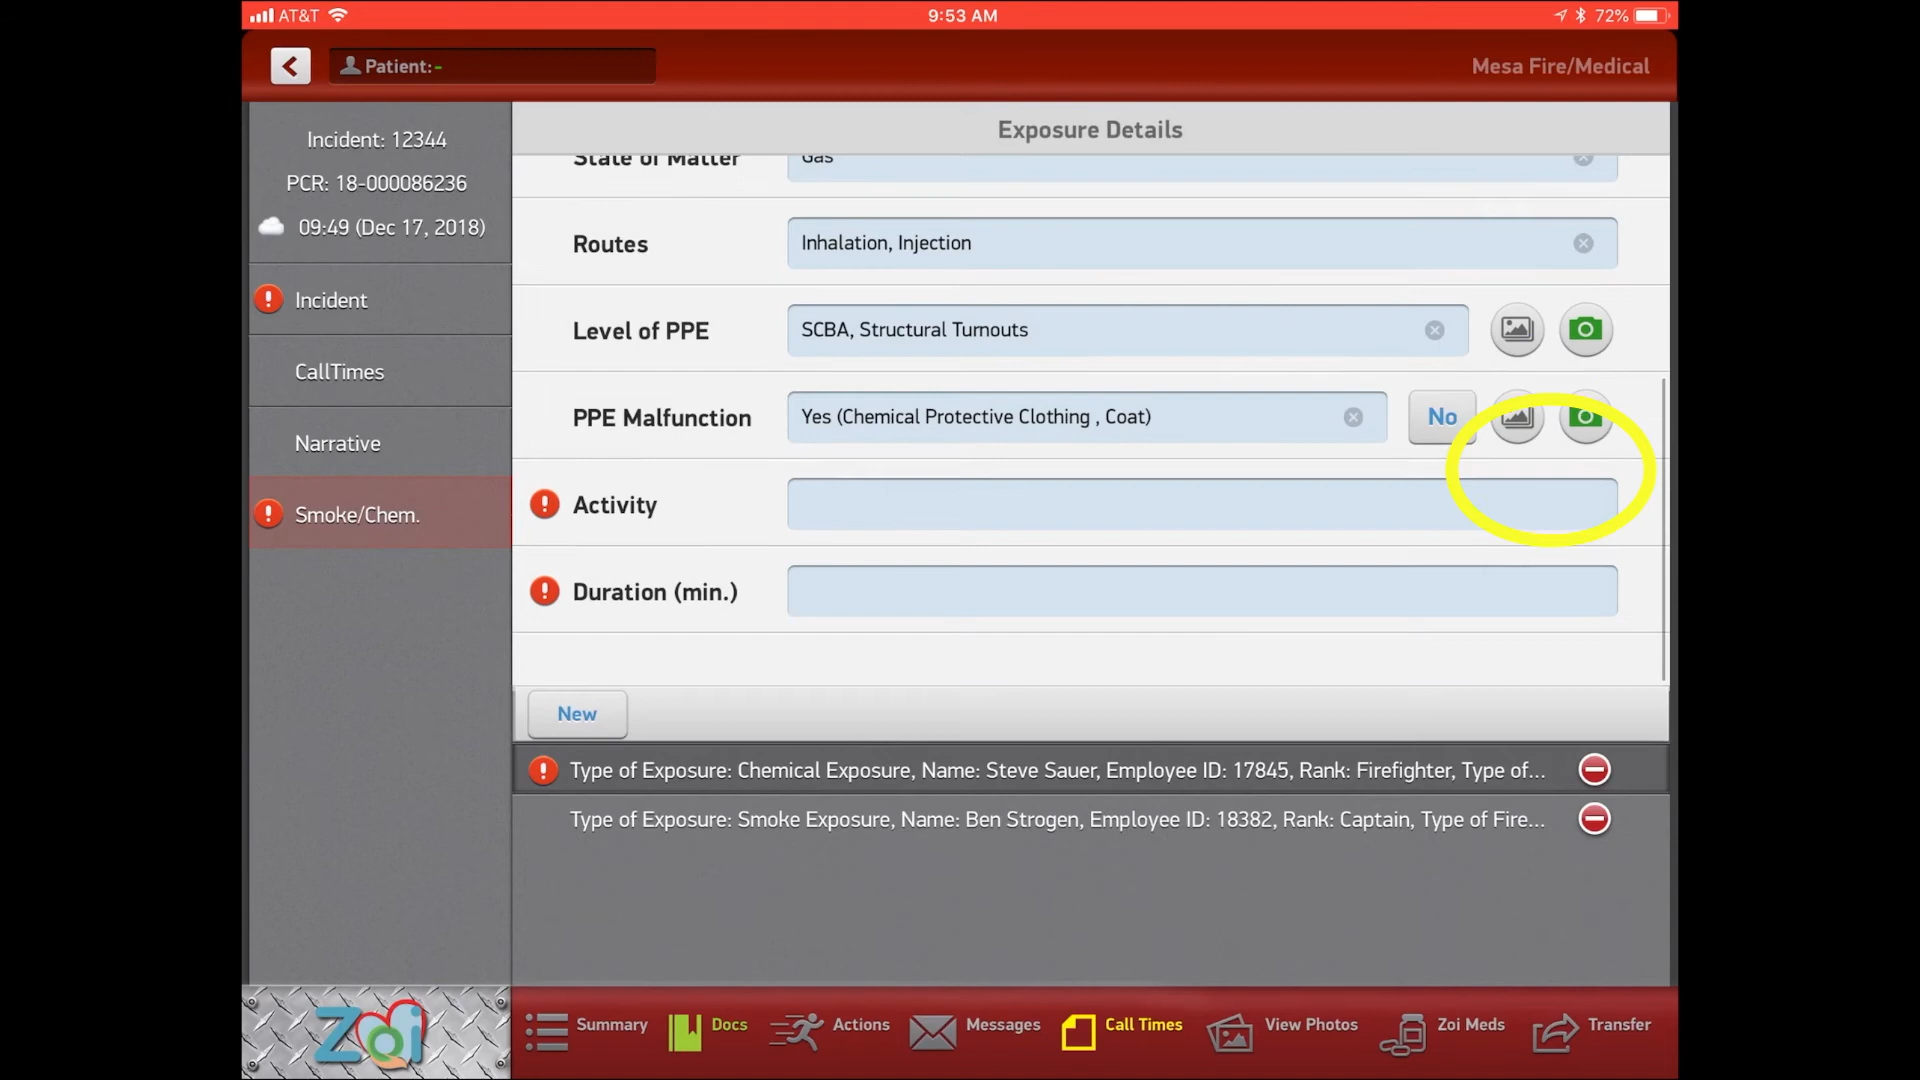 AT&T 9:53 AM 72%
Patient:- Mesa Fire/Medical
Incident: 12344
PCR: 18-000086236
09:49 (Dec 17, 2018)
Incident
CallTimes
Narrative
Smoke/Chem.
Exposure Details
State of Matter Gas
Routes Inhalation, Injection
Level of PPE SCBA, Structural Turnouts
PPE Malfunction Yes (Chemical Protective Clothing , Coat) No
Activity
Duration (min.)
New
Type of Exposure: Chemical Exposure, Name: Steve Sauer, Employee ID: 17845, Rank: Firefighter, Type of...
Type of Exposure: Smoke Exposure, Name: Ben Strogen, Employee ID: 18382, Rank: Captain, Type of Fire...
Zoi
Summary Docs Actions Messages Call Times View Photos Zoi Meds Transfer